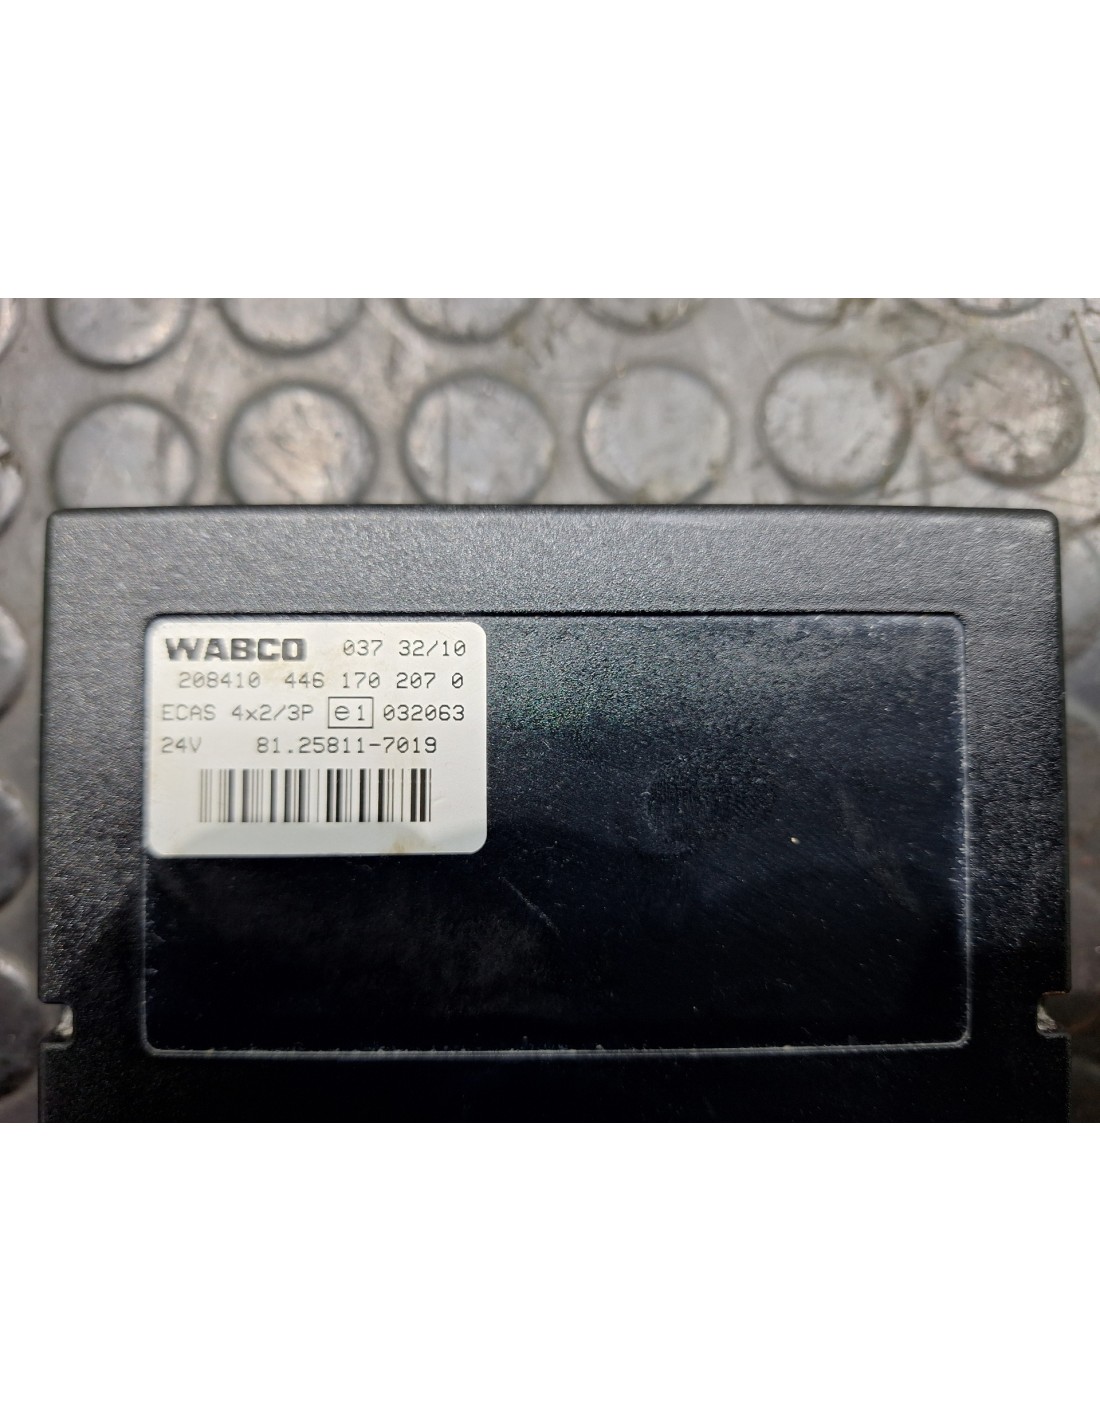 WABCO 037 32/10
208410 446 170 207 0
ECAS 4x2/3P e1 032063
24V 81.25811-7019